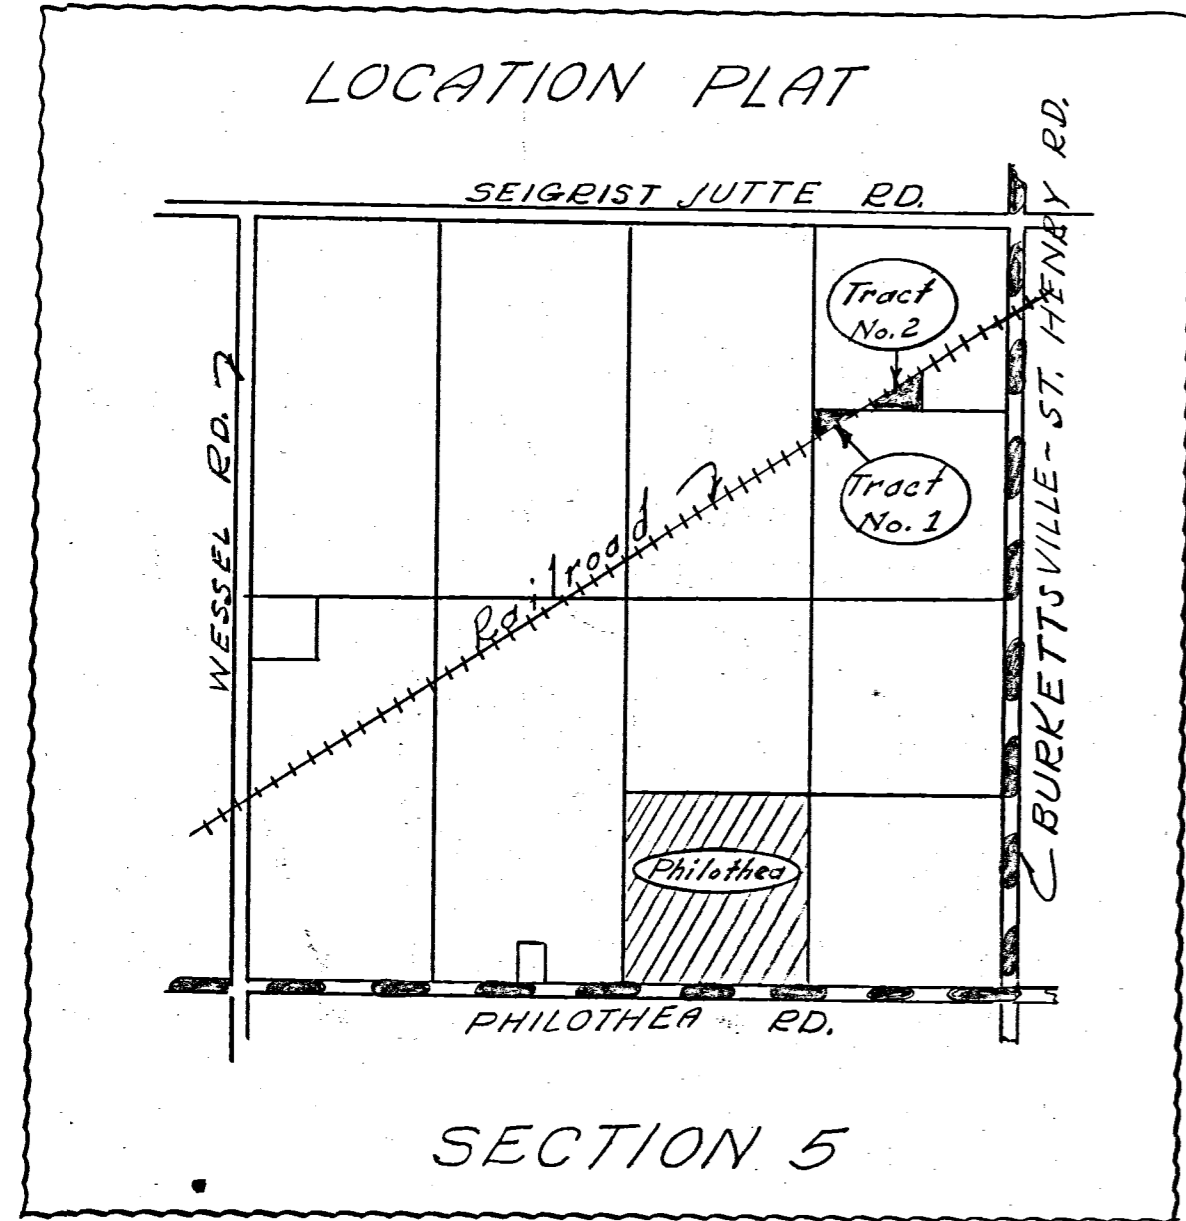 LOCATION PLAT
SEIGRIST JUTTE RD.
BURKETTSVILLE - ST. HENRY RD.
Tract
No. 2
WESSEL RD.
Tract
No. 1
Railroad
Philothea
PHILOTHEA RD.
SECTION 5